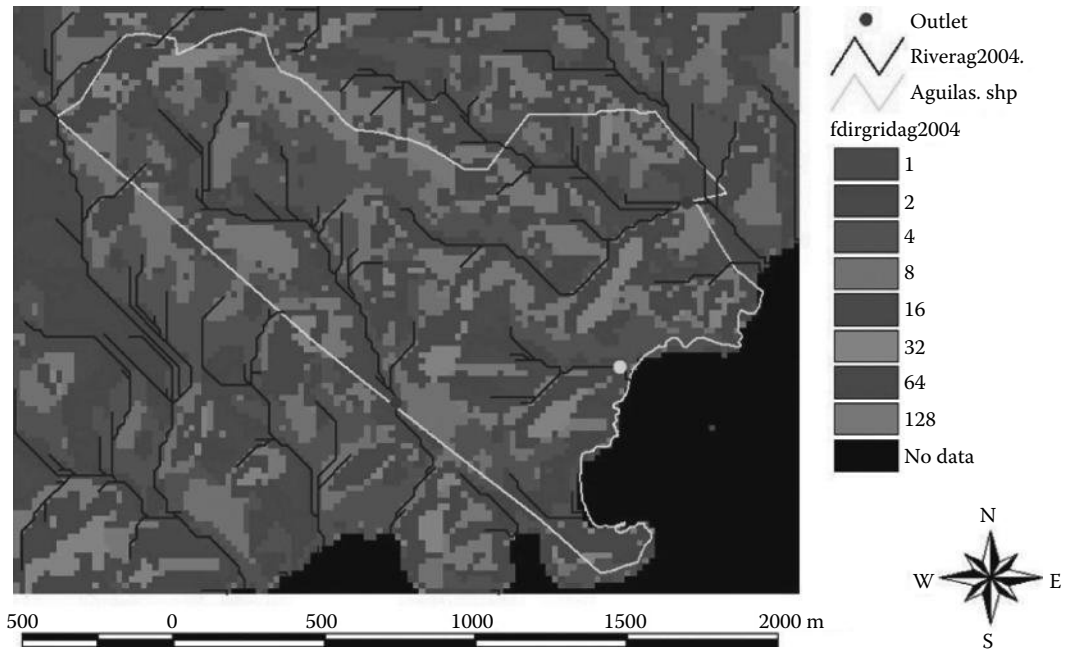 Outlet
Riverag2004.
Aguilas. shp
fdirgridag2004
1
2
4
8
16
32
64
128
No data
N
W E
S
500 0 500 1000 1500 2000 m